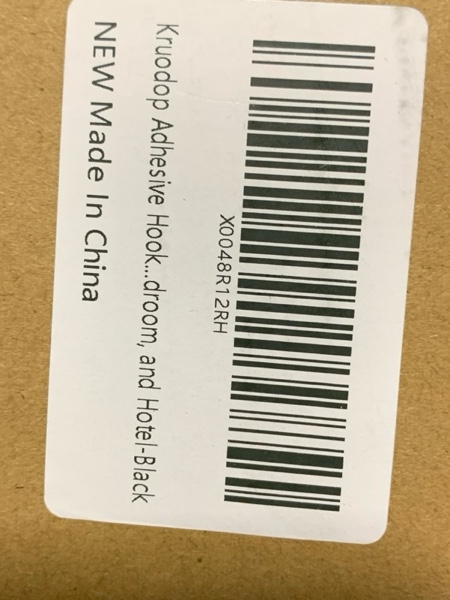 X0048R12RH
Kruodop Adhesive Hook...droom, and Hotel-Black
NEW Made In China